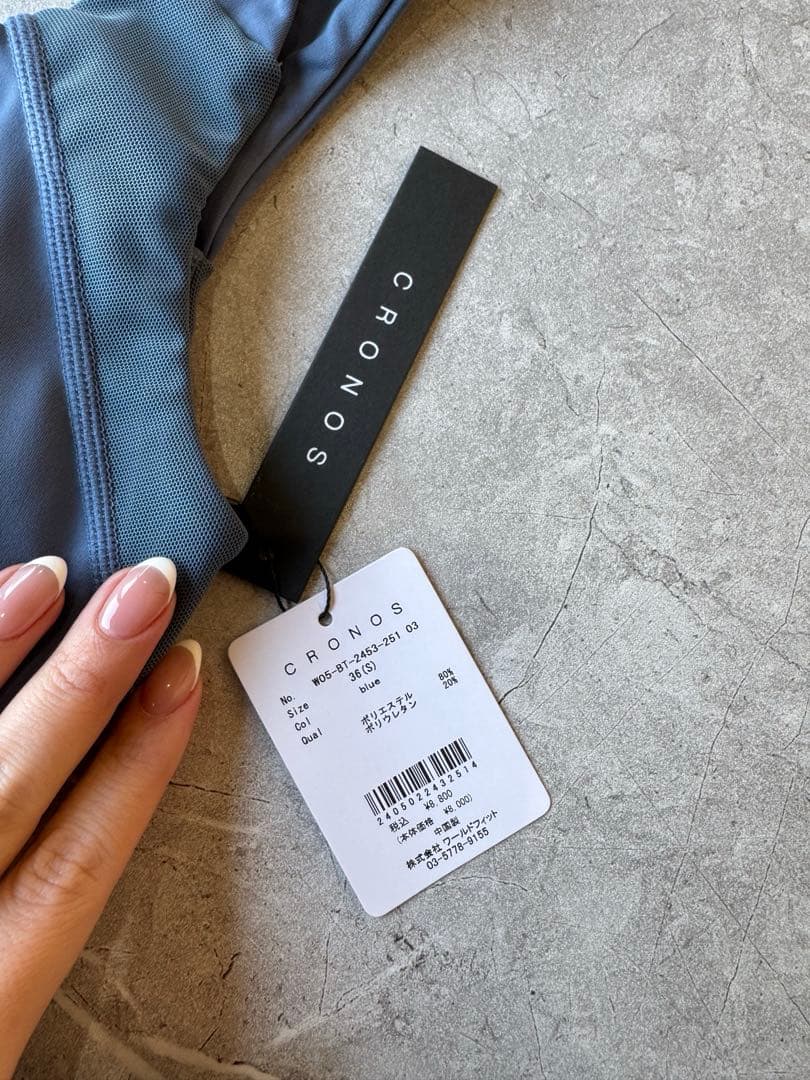 CRONOS
CRONOS
No. W05-BT-2453-251 03
Size 36(S)
Col blue
Qual ポリエステル 80%
ポリウレタン 20%
2405022432514
税込 ¥8,800
(本体価格 ¥8,000)
中国製
株式会社 ワールドフィット
03-5778-9155